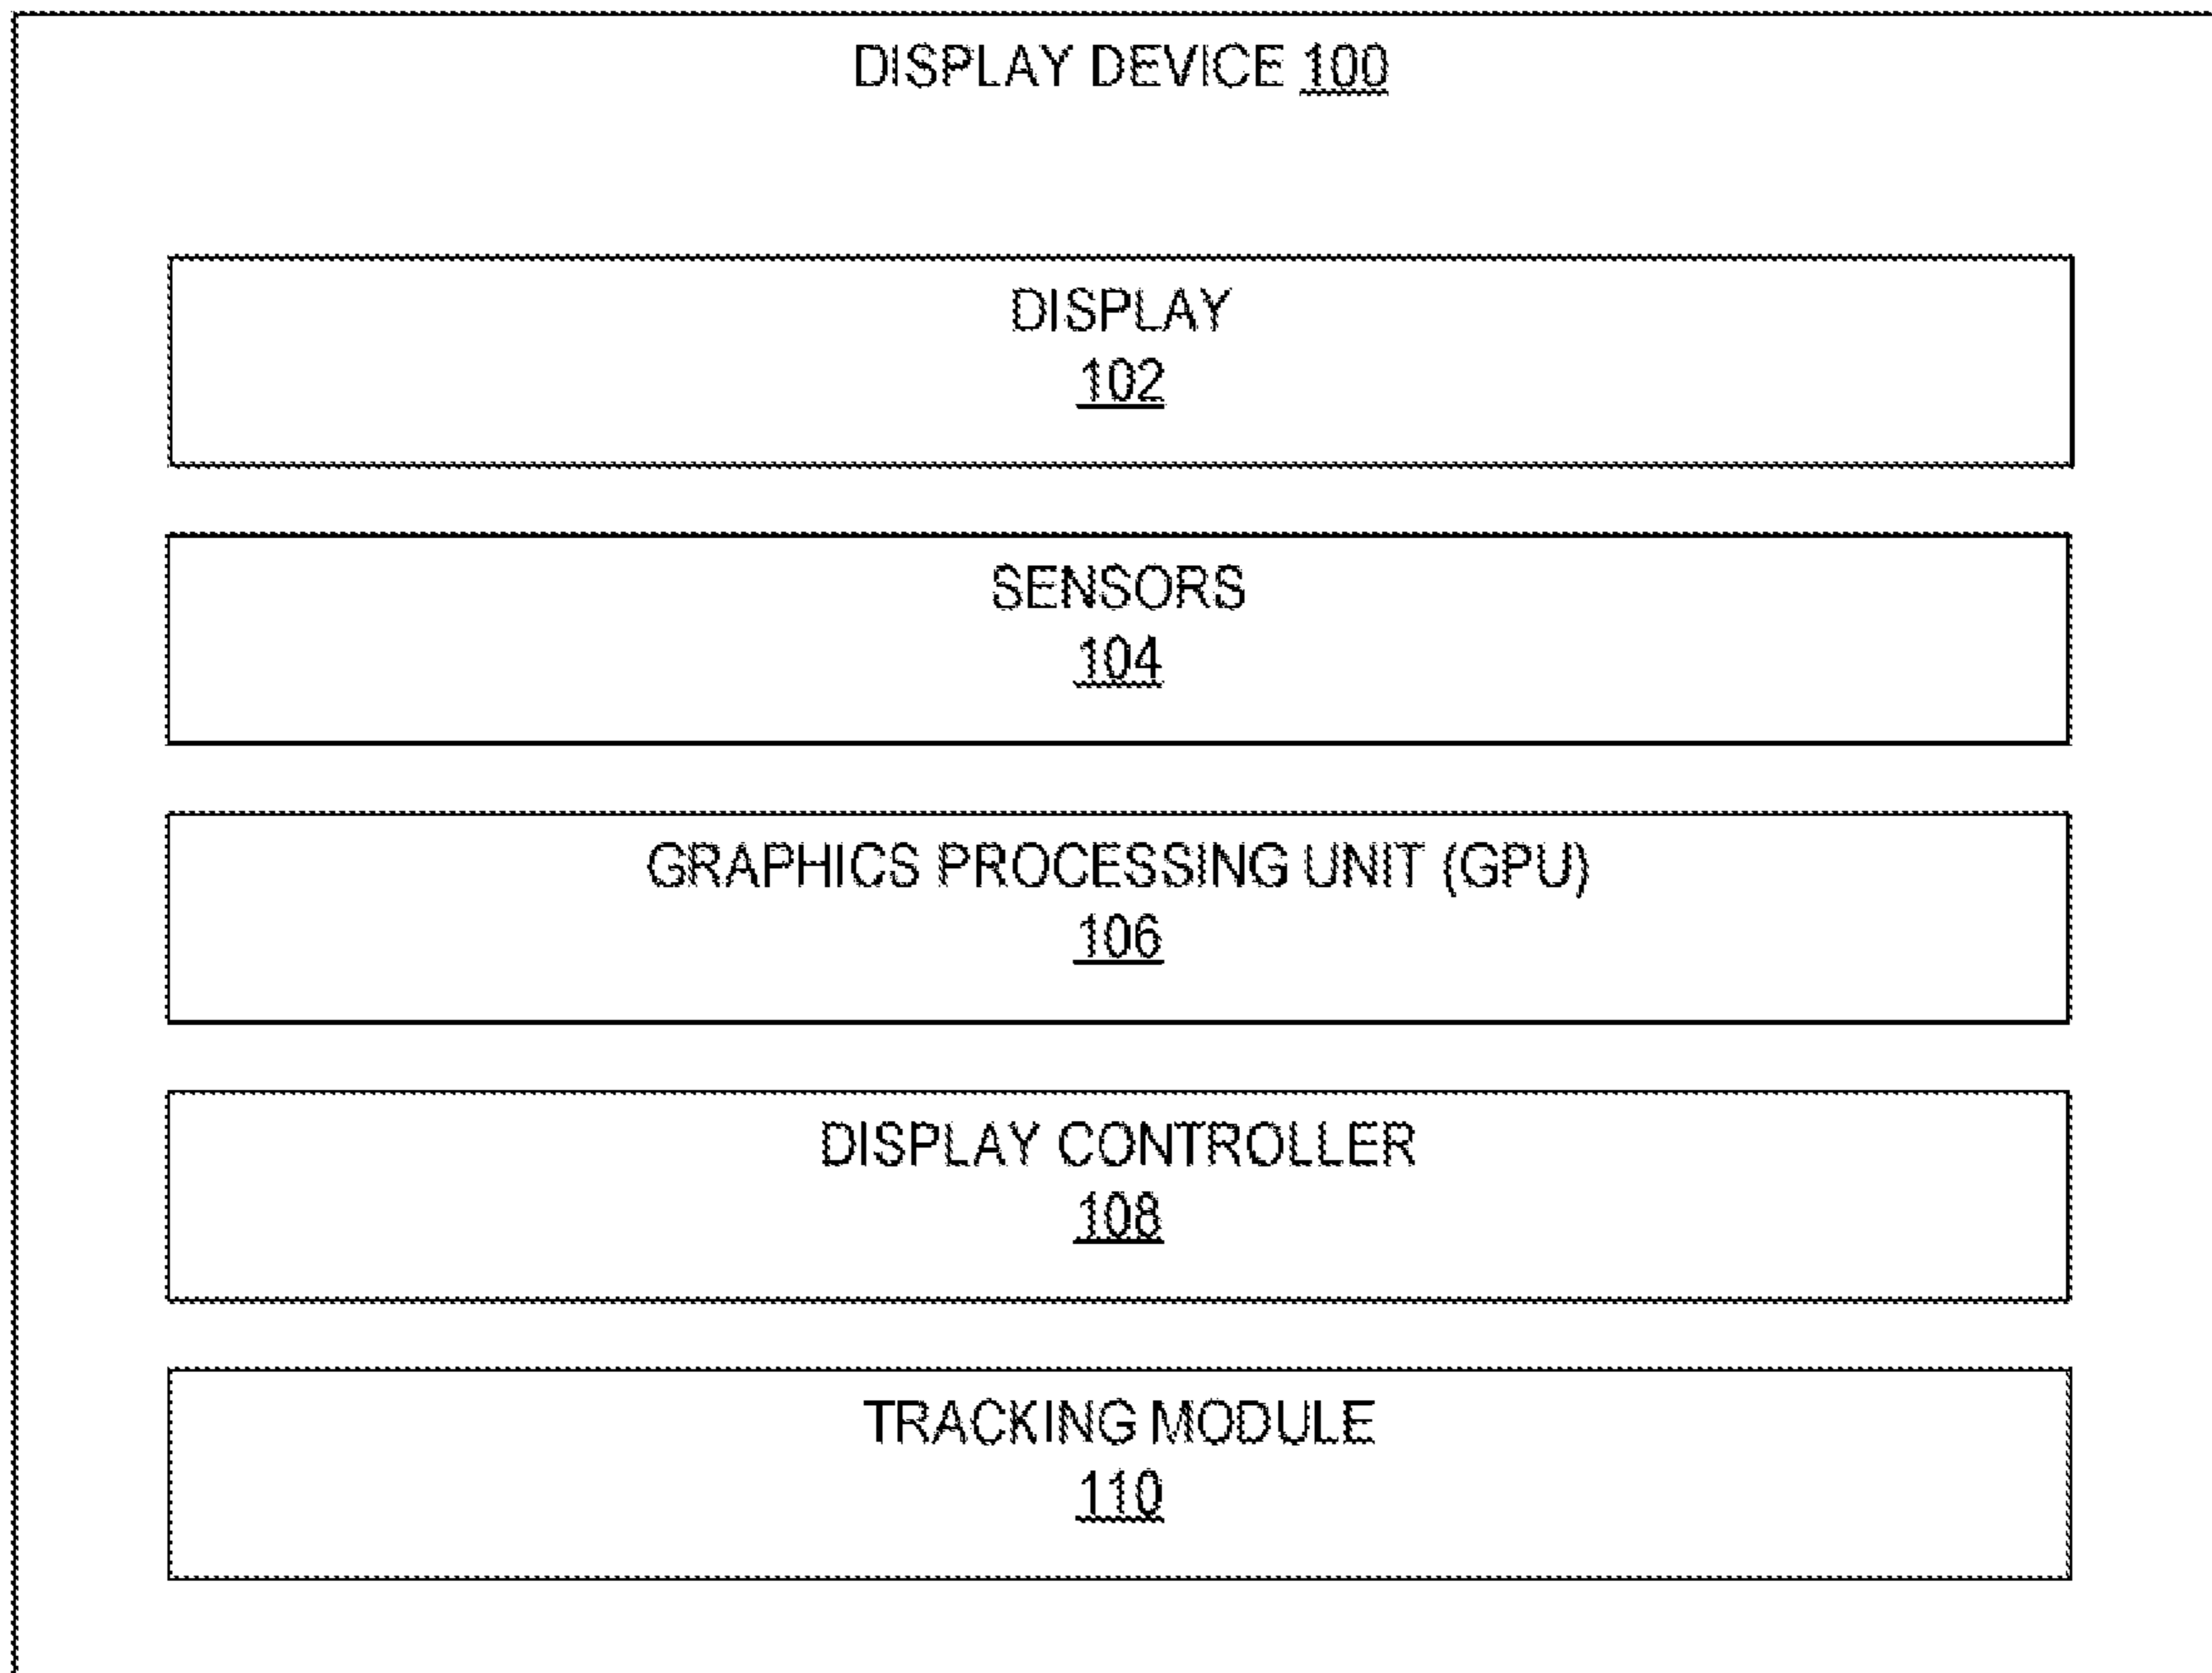 DISPLAY DEVICE 100
DISPLAY
102
SENSORS
104
GRAPHICS PROCESSING UNIT (GPU)
106
DISPLAY CONTROLLER
108
TRACKING MODULE
110